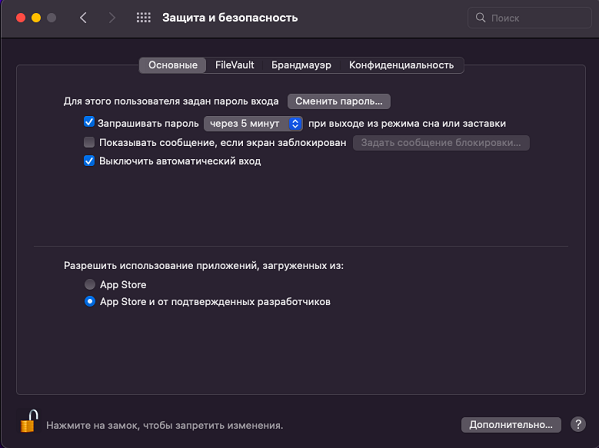 Защита и безопасность
Поиск
Основные FileVault Брандмауэр Конфиденциальность
Для этого пользователя задан пароль входа Сменить пароль...
Запрашивать пароль через 5 минут при выходе из режима сна или заставки
Показывать сообщение, если экран заблокирован Задать сообщение блокировки...
Выключить автоматический вход
Разрешить использование приложений, загруженных из:
App Store
App Store и от подтвержденных разработчиков
Нажмите на замок, чтобы запретить изменения. Дополнительно... ?